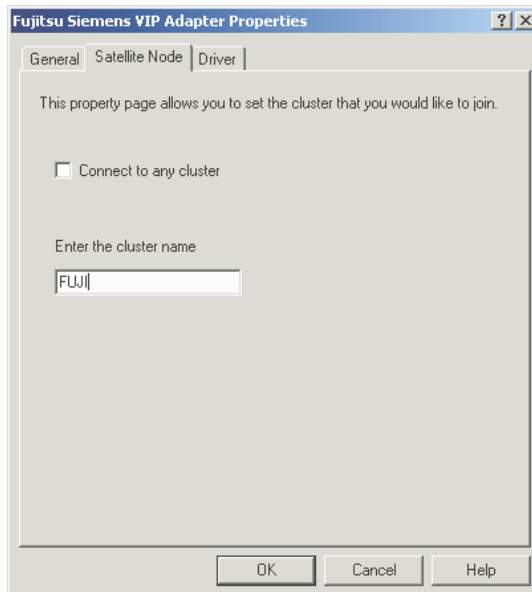 Fujitsu Siemens VIP Adapter Properties
General Satellite Node Driver
This property page allows you to set the cluster that you would like to join.
Connect to any cluster
Enter the cluster name
FUJI
OK Cancel Help